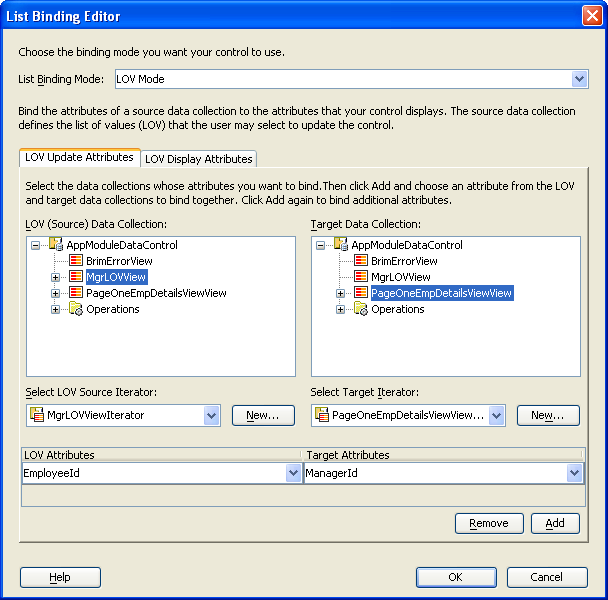 List Binding Editor
Choose the binding mode you want your control to use.
List Binding Mode: LOV Mode
Bind the attributes of a source data collection to the attributes that your control displays. The source data collection
defines the list of values (LOV) that the user may select to update the control.
LOV Update Attributes LOV Display Attributes
Select the data collections whose attributes you want to bind.Then click Add and choose an attribute from the LOV
and target data collections to bind together. Click Add again to bind additional attributes.
LOV (Source) Data Collection: Target Data Collection:
AppModuleDataControl AppModuleDataControl
BrimErrorView BrimErrorView
MgrLOVView MgrLOVView
PageOneEmpDetailsViewView PageOneEmpDetailsViewView
Operations Operations
Select LOV Source Iterator: Select Target Iterator:
MgrLOVViewIterator New... PageOneEmpDetailsViewView... New...
LOV Attributes Target Attributes
EmployeeId ManagerId
Remove Add
Help OK Cancel